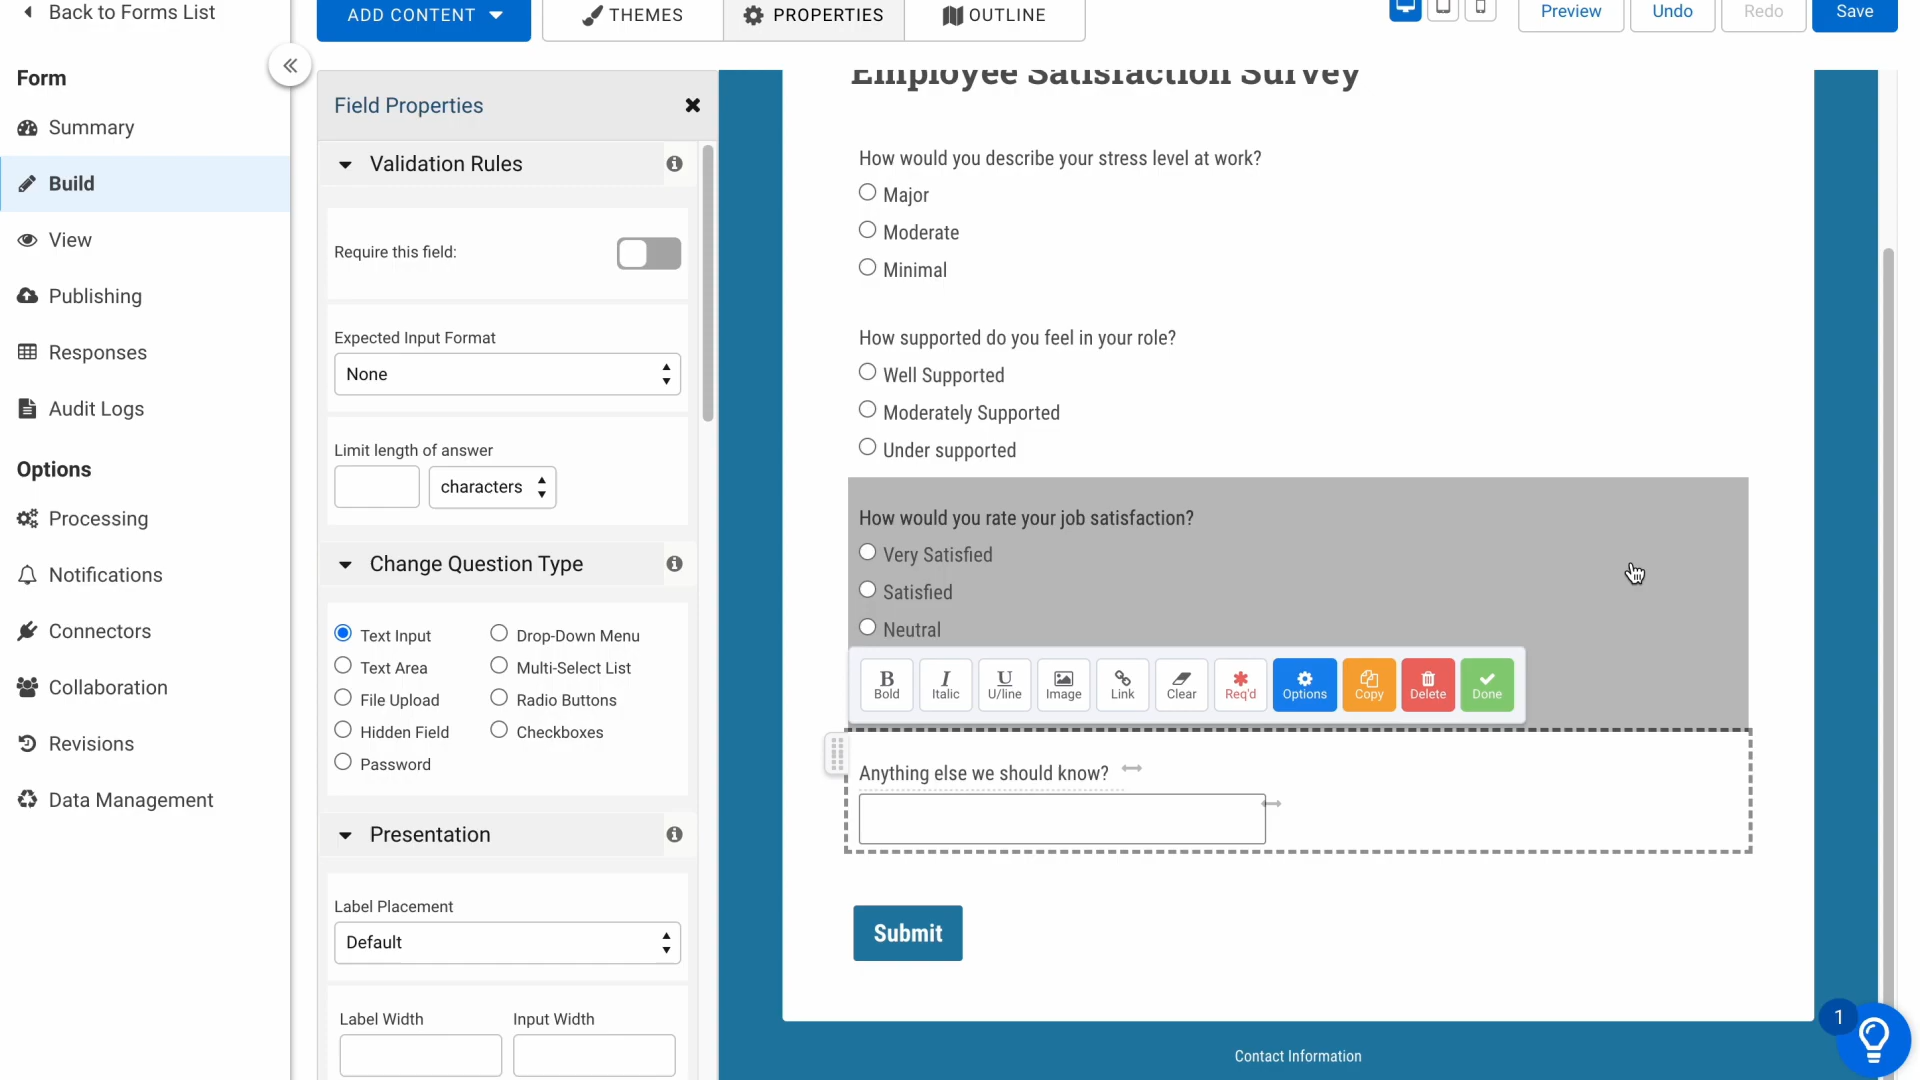 Back to Forms List
ADD CONTENT
THEMES
PROPERTIES
OUTLINE
Preview
Undo
Redo
Save
Form
Summary
Build
View
Publishing
Responses
Audit Logs
Options
Processing
Notifications
Connectors
Collaboration
Revisions
Data Management
Field Properties
Validation Rules
Require this field:
Expected Input Format
None
Limit length of answer
characters
Change Question Type
Text Input
Drop-Down Menu
Text Area
Multi-Select List
File Upload
Radio Buttons
Hidden Field
Checkboxes
Password
Presentation
Label Placement
Default
Label Width
Input Width
Employee Satisfaction Survey
How would you describe your stress level at work?
Major
Moderate
Minimal
How supported do you feel in your role?
Well Supported
Moderately Supported
Under supported
How would you rate your job satisfaction?
Very Satisfied
Satisfied
Neutral
B Bold
I Italic
U U/line
Image
Link
Clear
Req'd
Options
Copy
Delete
Done
Anything else we should know?
Submit
Contact Information
1